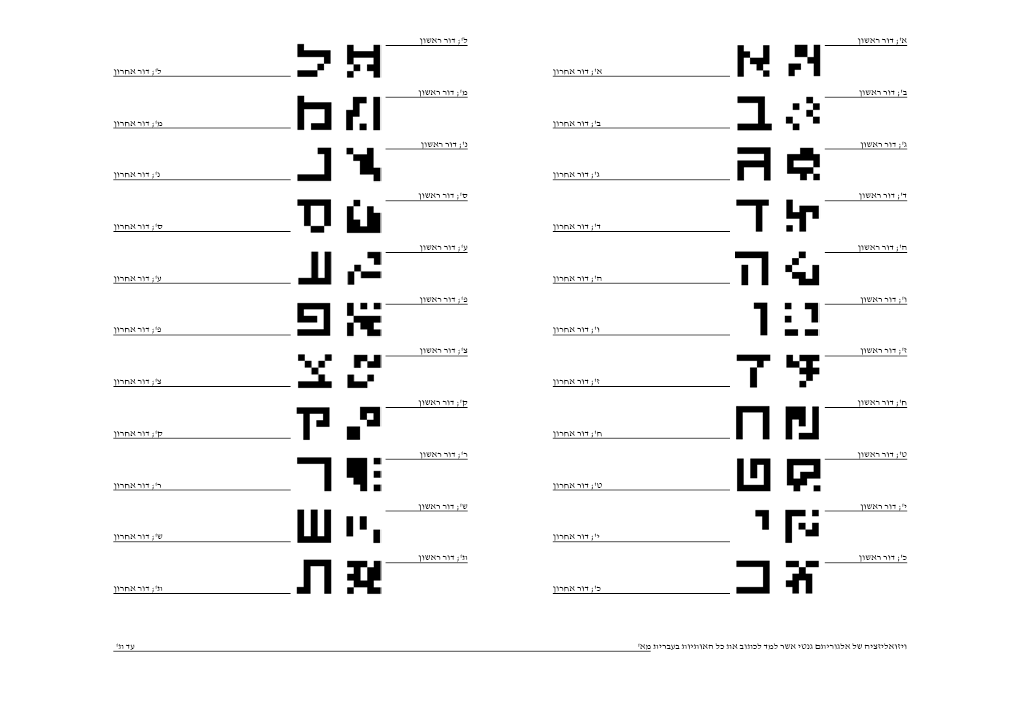 א'; דור ראשון
א
א'; דור אחרון
ב'; דור ראשון
ב
ב'; דור אחרון
ג'; דור ראשון
ג'; דור אחרון
ד'; דור ראשון
ד
ד'; דור אחרון
ה'; דור ראשון
ה
ה'; דור אחרון
ו'; דור ראשון
ו
ו'; דור אחרון
ז'; דור ראשון
ז
ז'; דור אחרון
ח'; דור ראשון
ח
ח'; דור אחרון
ט'; דור ראשון
ט
ט'; דור אחרון
י'; דור ראשון
י
י'; דור אחרון
כ'; דור ראשון
כ
כ'; דור אחרון
ל'; דור ראשון
ל
ל'; דור אחרון
מ'; דור ראשון
מ
מ'; דור אחרון
נ'; דור ראשון
נ
נ'; דור אחרון
ס'; דור ראשון
ס
ס'; דור אחרון
ע'; דור ראשון
ע
ע'; דור אחרון
פ'; דור ראשון
פ
פ'; דור אחרון
צ'; דור ראשון
צ
צ'; דור אחרון
ק'; דור ראשון
ק
ק'; דור אחרון
ר'; דור ראשון
ר
ר'; דור אחרון
ש'; דור ראשון
ש
ש'; דור אחרון
ת'; דור ראשון
ת
ת'; דור אחרון
ויזואליזציה של אלגוריתם גנטי אשר למד לכתוב את כל האותיות בעברית מא' עד ת'